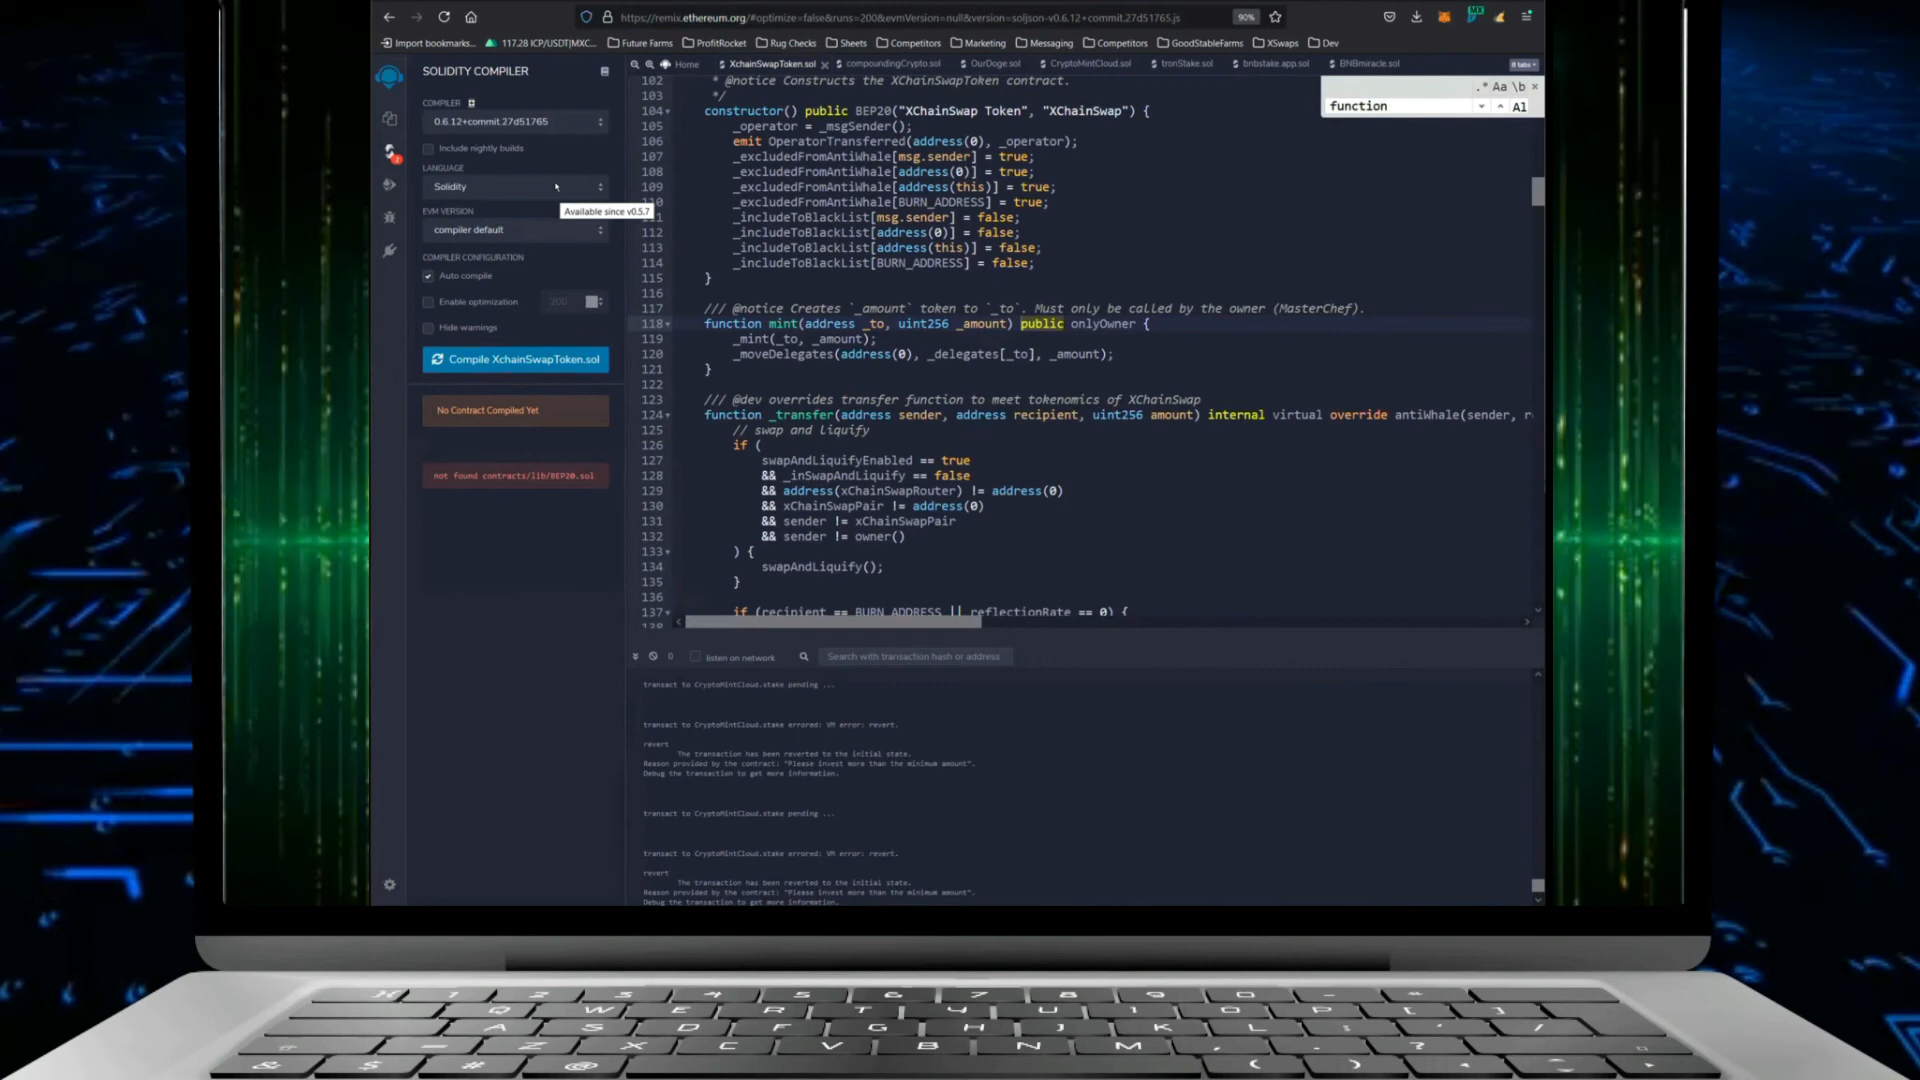 https://remix.ethereum.org/#optimize=false&runs=200&evmVersion=null&version=soljson-v0.6.12+commit.27d51765.js
90%
MX
Import bookmarks...
117.28 ICP/USDT|MXC...
Future Farms
ProfitRocket
Rug Checks
Sheets
Competitors
Marketing
Messaging
Competitors
GoodStableFarms
XSwaps
Dev
SOLIDITY COMPILER
COMPILER
0.6.12+commit.27d51765
Include nightly builds
LANGUAGE
Solidity
Available since v0.5.7
EVM VERSION
compiler default
COMPILER CONFIGURATION
Auto compile
Enable optimization
200
Hide warnings
Compile XchainSwapToken.sol
No Contract Compiled Yet
not found contracts/lib/BEP20.sol
Home
XchainSwapToken.sol
compoundingCrypto.sol
OurDoge.sol
CryptoMintCloud.sol
tronStake.sol
bnbstake.app.sol
BNBmiracle.sol
8 tabs
.* Aa \b ×
function
Al
102 * @notice Constructs the XChainSwapToken contract.
103 */
104 constructor() public BEP20("XChainSwap Token", "XChainSwap") {
105 _operator = _msgSender();
106 emit OperatorTransferred(address(0), _operator);
107 _excludedFromAntiWhale[msg.sender] = true;
108 _excludedFromAntiWhale[address(0)] = true;
109 _excludedFromAntiWhale[address(this)] = true;
110 _excludedFromAntiWhale[BURN_ADDRESS] = true;
111 _includeToBlackList[msg.sender] = false;
112 _includeToBlackList[address(0)] = false;
113 _includeToBlackList[address(this)] = false;
114 _includeToBlackList[BURN_ADDRESS] = false;
115 }
116
117 /// @notice Creates `_amount` token to `_to`. Must only be called by the owner (MasterChef).
118 function mint(address _to, uint256 _amount) public onlyOwner {
119 _mint(_to, _amount);
120 _moveDelegates(address(0), _delegates[_to], _amount);
121 }
122
123 /// @dev overrides transfer function to meet tokenomics of XChainSwap
124 function _transfer(address sender, address recipient, uint256 amount) internal virtual override antiWhale(sender, r
125 // swap and liquify
126 if (
127 swapAndLiquifyEnabled == true
128 && _inSwapAndLiquify == false
129 && address(xChainSwapRouter) != address(0)
130 && xChainSwapPair != address(0)
131 && sender != xChainSwapPair
132 && sender != owner()
133 ) {
134 swapAndLiquify();
135 }
136
137 if (recipient == BURN_ADDRESS || reflectionRate == 0) {
138
0
listen on network
Search with transaction hash or address
transact to CryptoMintCloud.stake pending ...
transact to CryptoMintCloud.stake errored: VM error: revert.
revert
The transaction has been reverted to the initial state.
Reason provided by the contract: "Please invest more than the minimum amount".
Debug the transaction to get more information.
transact to CryptoMintCloud.stake pending ...
transact to CryptoMintCloud.stake errored: VM error: revert.
revert
The transaction has been reverted to the initial state.
Reason provided by the contract: "Please invest more than the minimum amount".
Debug the transaction to get more information.
1 2 3 4 5 6 7 8 9 0
Q W E R T Y U I O P [ ]
A S D F G H J K L ; ' /
Z X C V B N M , . ?
& $ # @